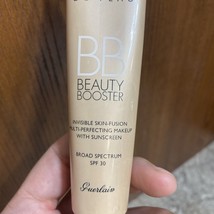 BB
BEAUTY
BOOSTER
INVISIBLE SKIN-FUSION
MULTI-PERFECTING MAKEUP
WITH SUNSCREEN
BROAD SPECTRUM
SPF 30
Guerlain